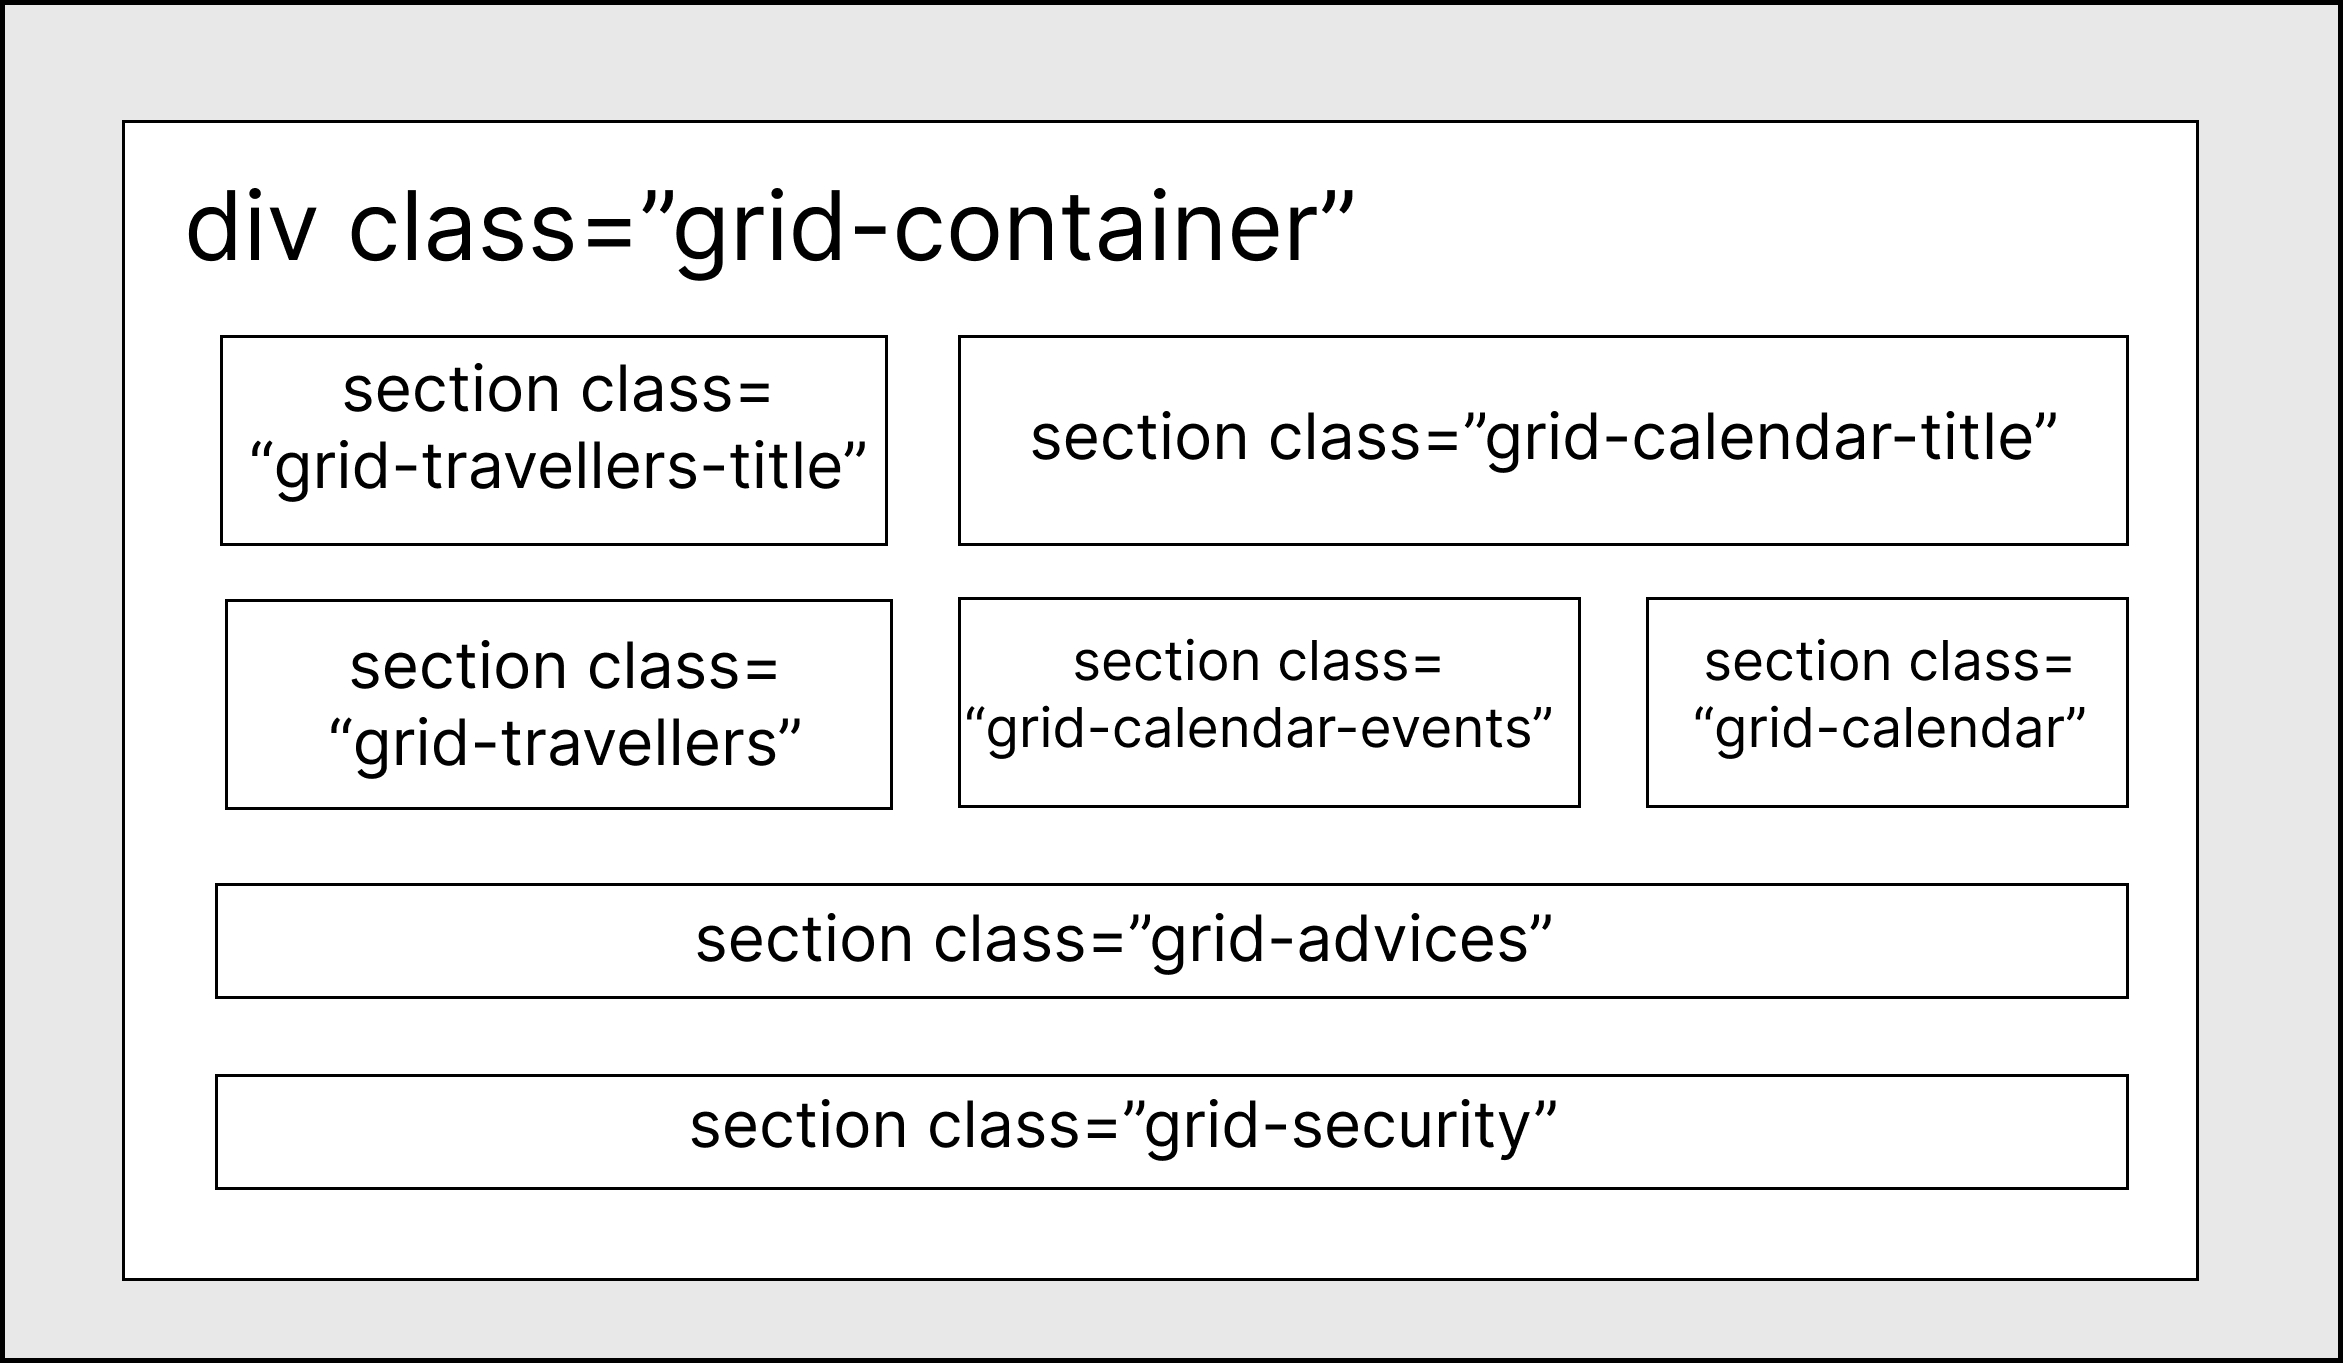 div class=”grid-container”
section class=
“grid-travellers-title”
section class=”grid-calendar-title”
section class=
“grid-travellers”
section class=
“grid-calendar-events”
section class=
“grid-calendar”
section class=”grid-advices”
section class=”grid-security”